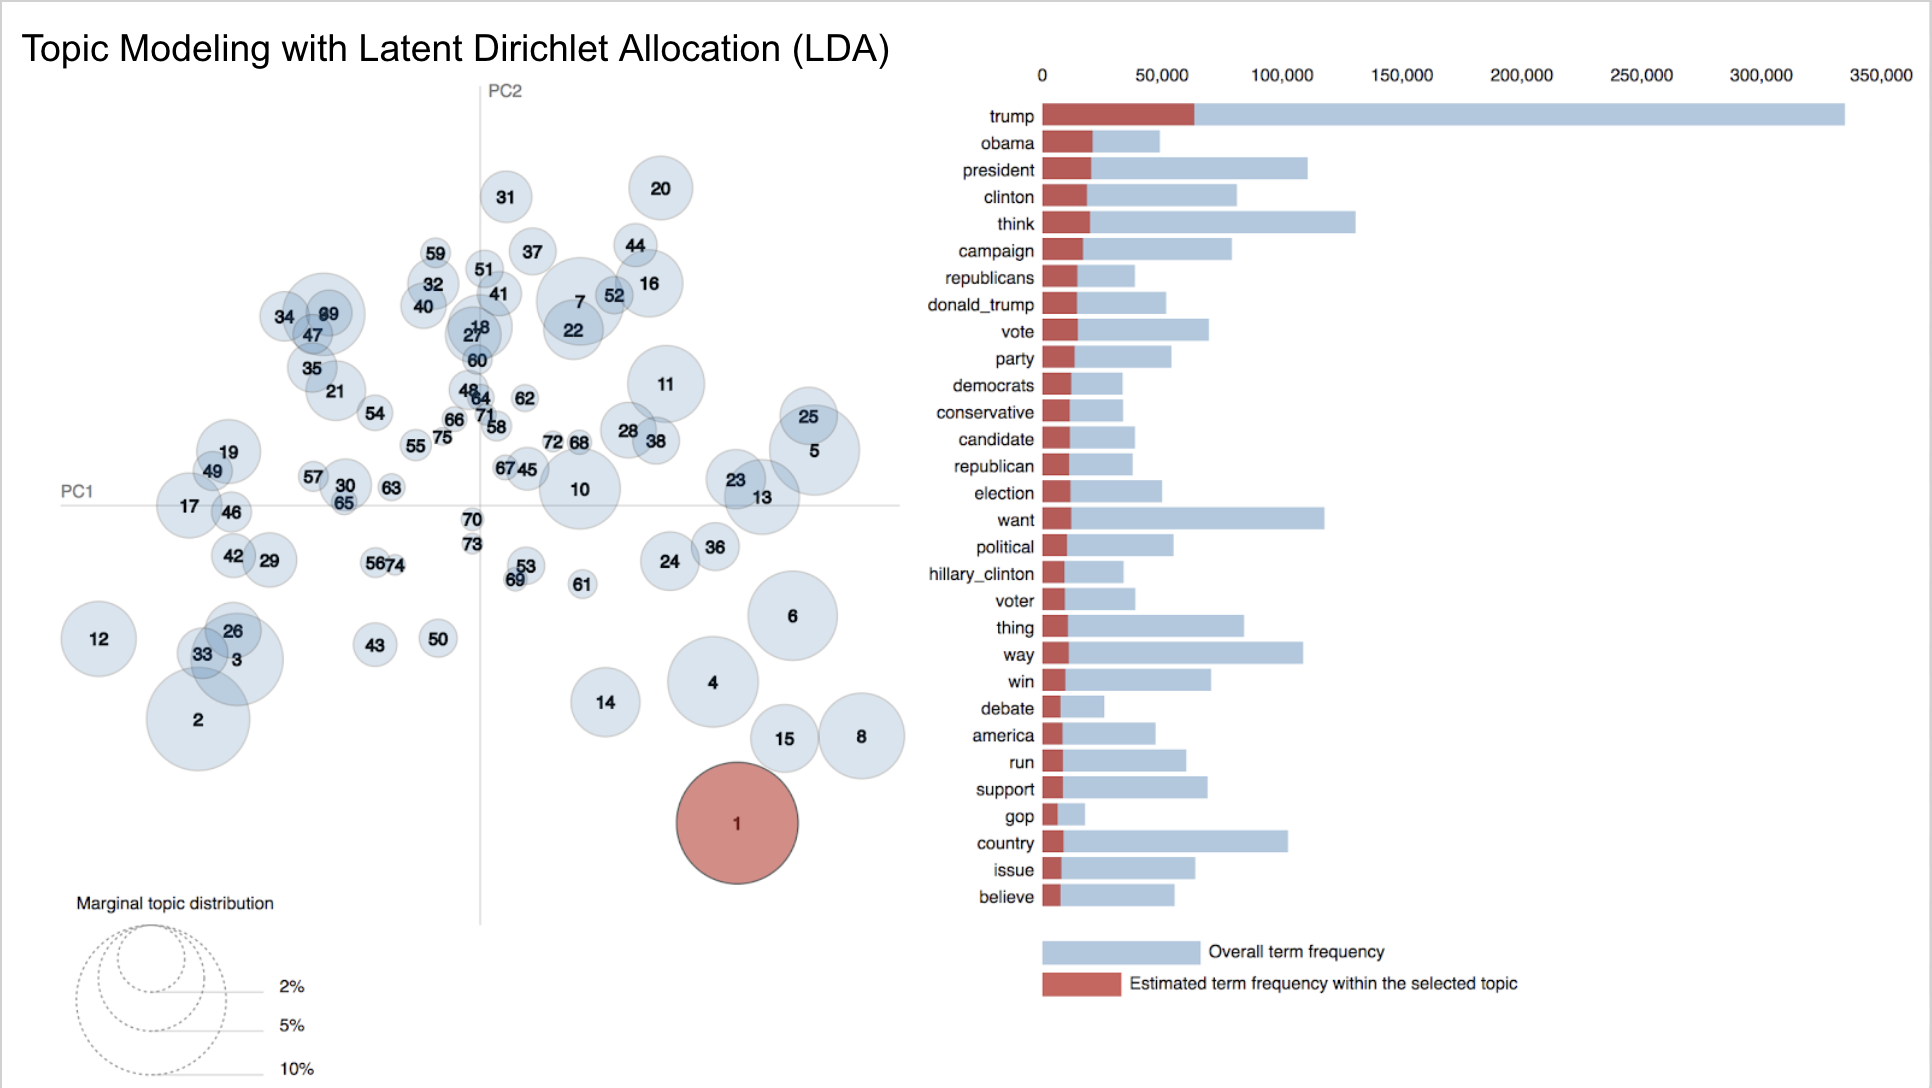 Topic Modeling with Latent Dirichlet Allocation (LDA)
PC2
PC1
31
20
59
37
44
51
32
16
41
52
40
7
34
39
18
22
47
27
60
35
11
21
48
64
62
54
71
25
66
58
28
75
72
68
38
55
5
19
49
67
45
57
23
30
63
10
13
65
17
46
70
73
36
42
29
56
74
53
24
69
61
6
26
12
50
43
33
3
4
14
2
8
15
1
Marginal topic distribution
2%
5%
10%
0 50,000 100,000 150,000 200,000 250,000 300,000 350,000
trump
obama
president
clinton
think
campaign
republicans
donald_trump
vote
party
democrats
conservative
candidate
republican
election
want
political
hillary_clinton
voter
thing
way
win
debate
america
run
support
gop
country
issue
believe
Overall term frequency
Estimated term frequency within the selected topic